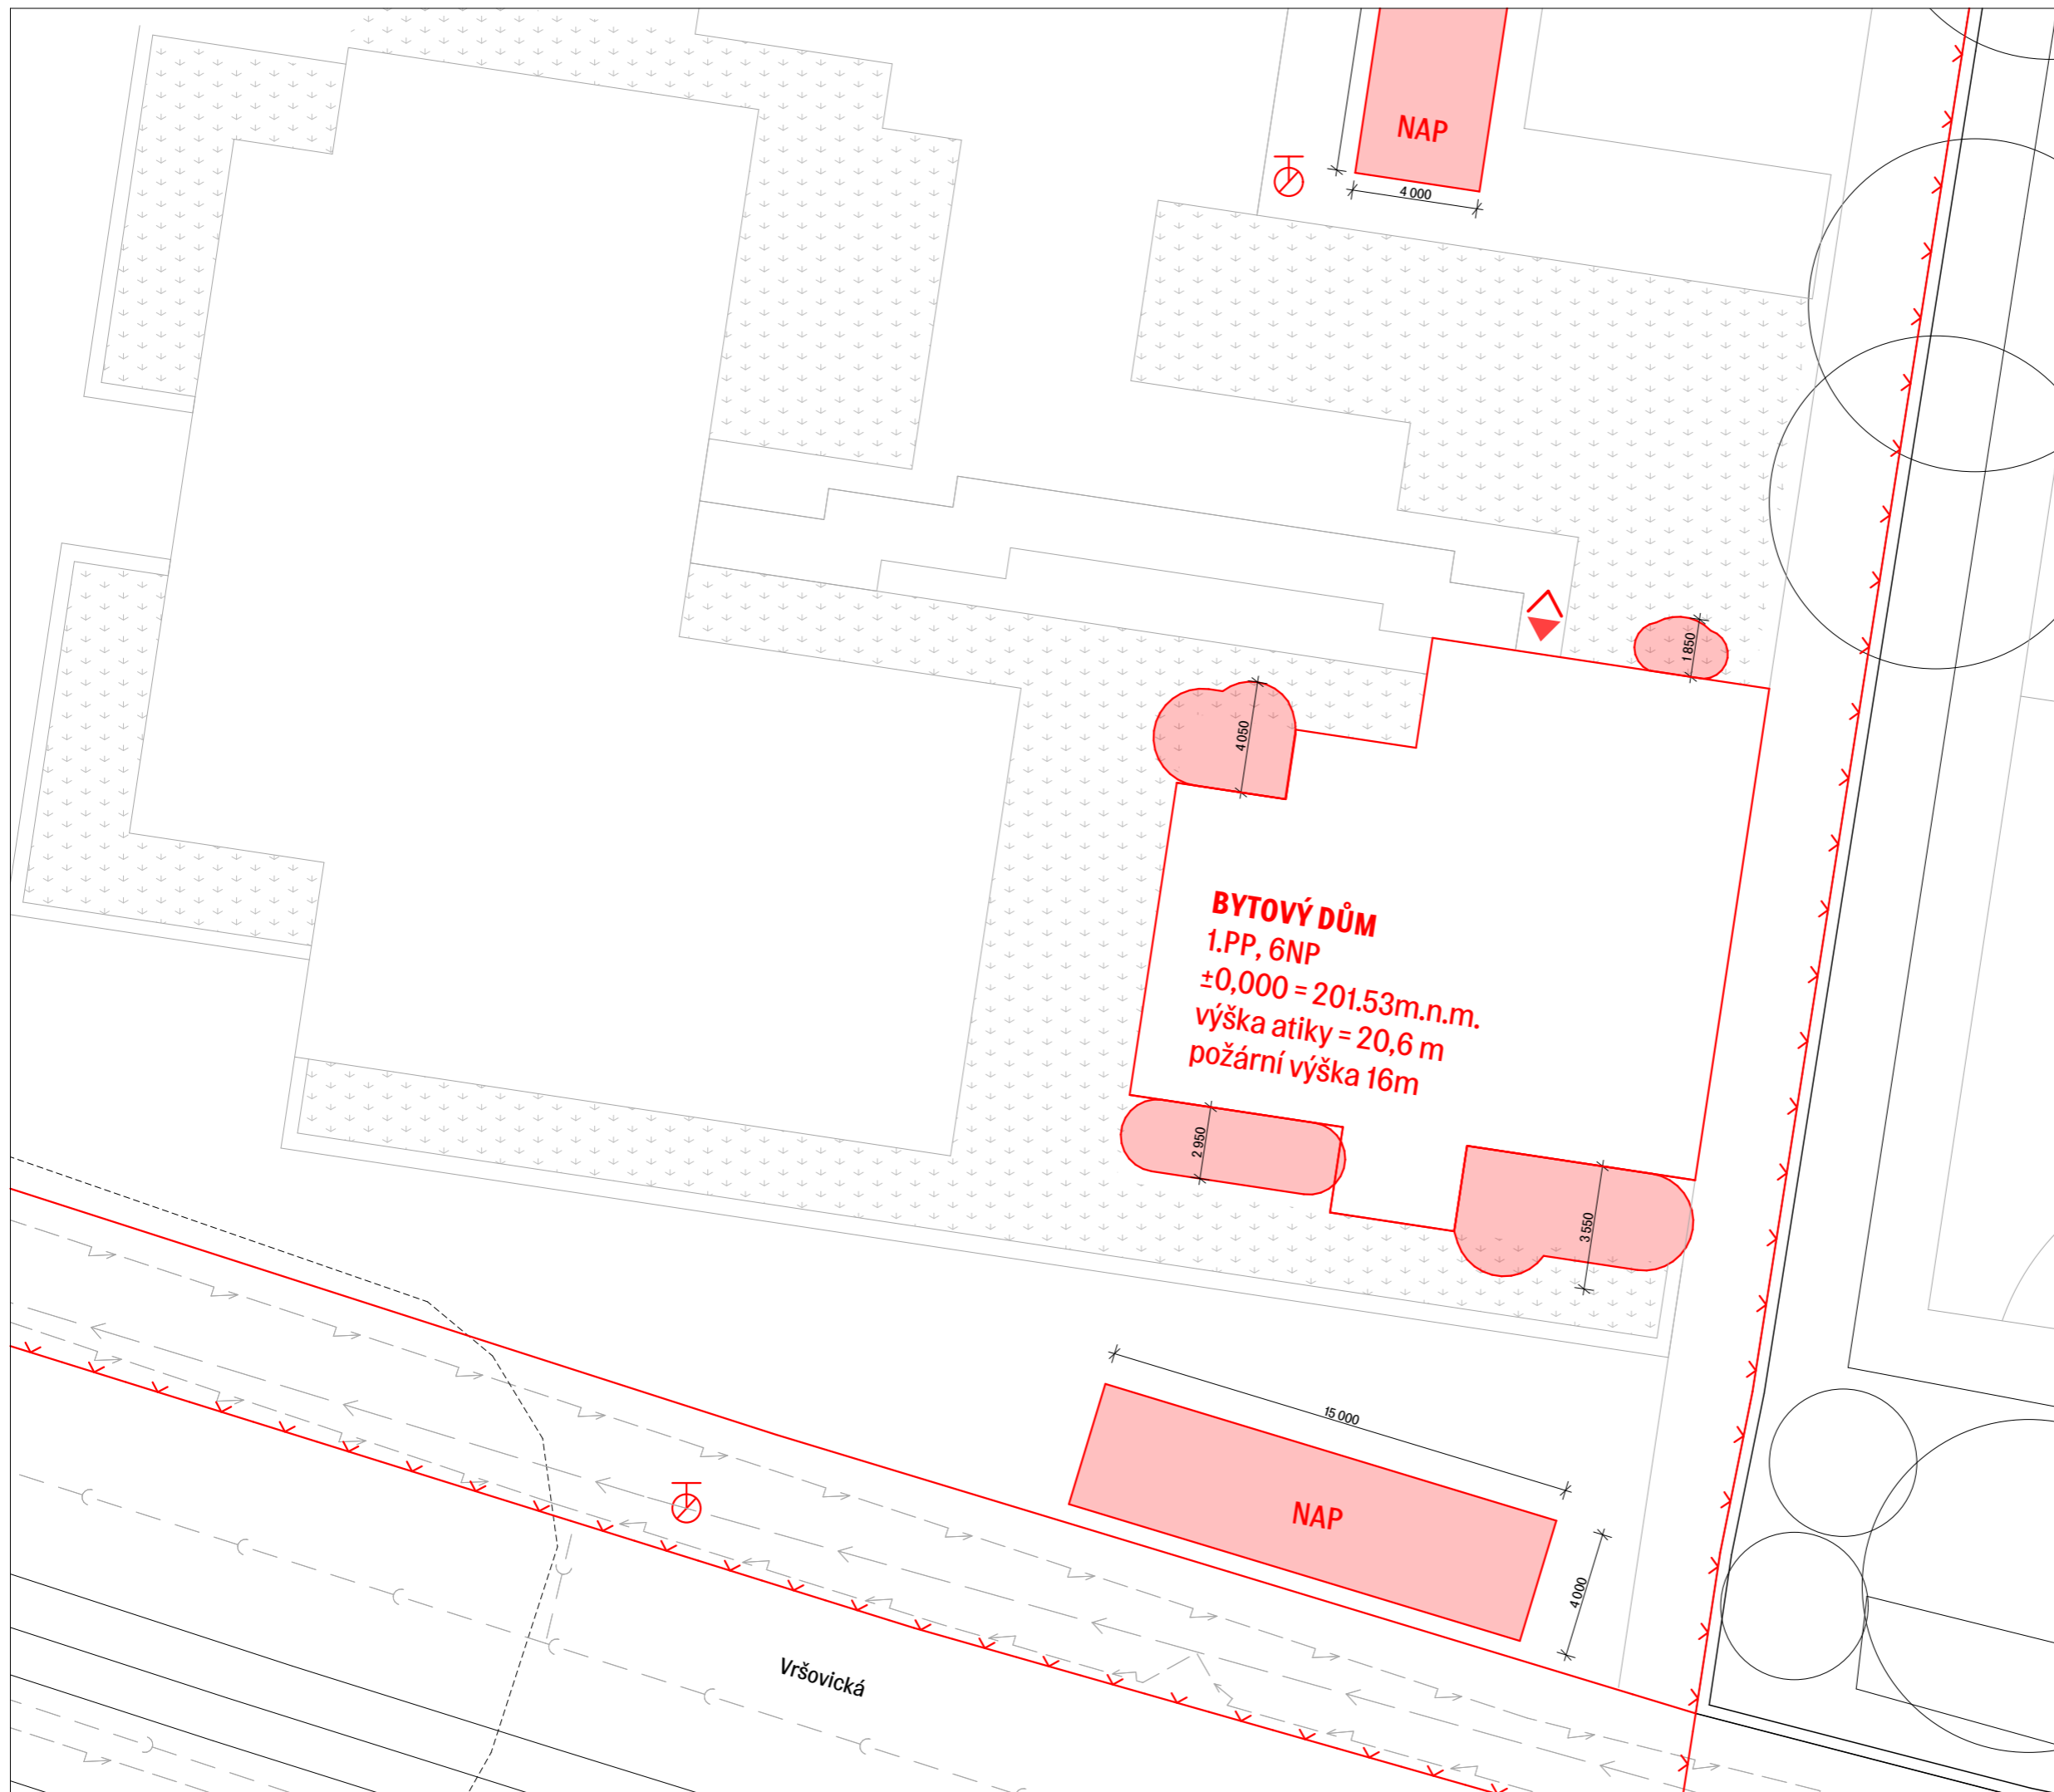 NAP
4 000
1 850
4 050
BYTOVÝ DŮM
1.PP, 6NP
±0,000 = 201.53m.n.m.
výška atiky = 20,6 m
požární výška 16m
2 950
3 550
15 000
NAP
4 000
Vršovická